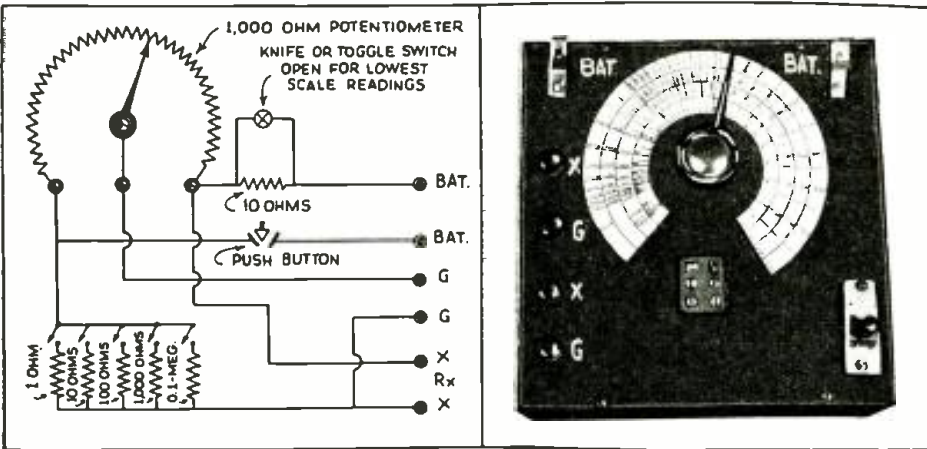 1,000 OHM POTENTIOMETER
KNIFE OR TOGGLE SWITCH
OPEN FOR LOWEST
SCALE READINGS
10 OHMS
BAT.
PUSH BUTTON
BAT.
G
G
X
Rx
X
1 OHM
10 OHMS
100 OHMS
1,000 OHMS
0.1-MEG.
BAT.
BAT.
X
G
X
G